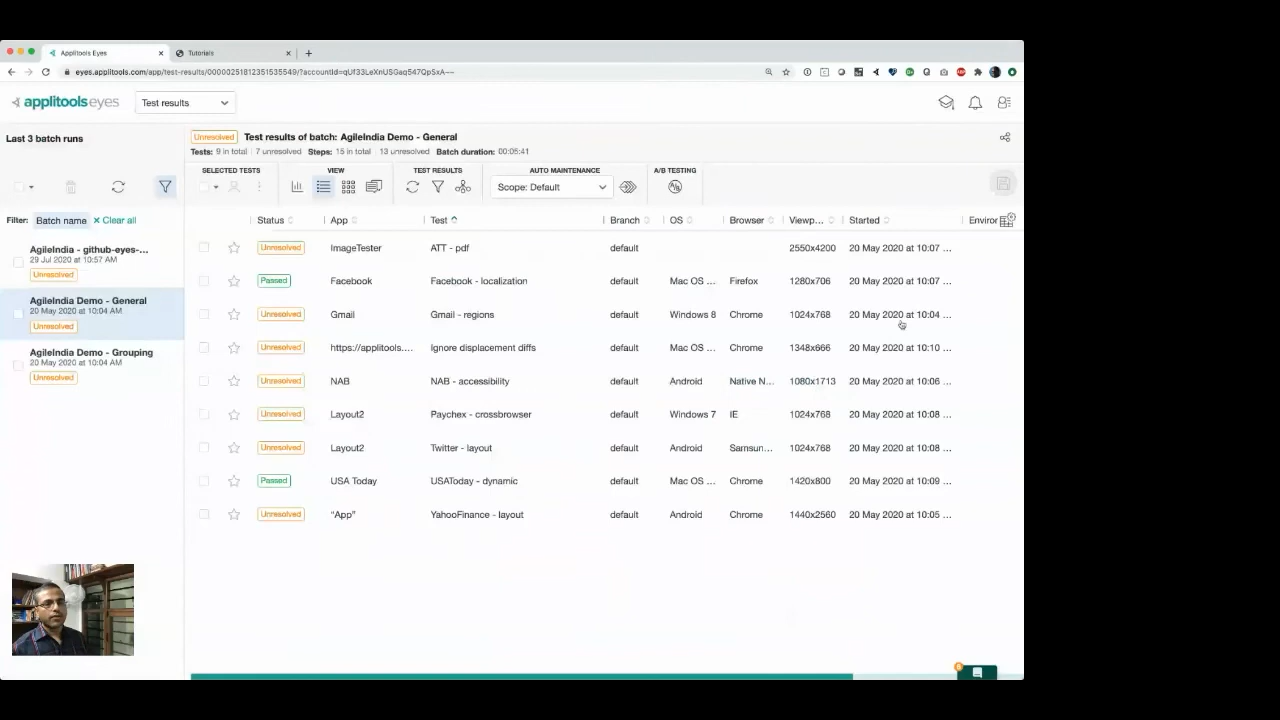 Applitools Eyes
Tutorials
eyes.applitools.com/app/test-results/00000251812351535549/?accountId=qUf33LeXnUSGaq547QpSxA~~
applitools eyes
Test results
Last 3 batch runs
Unresolved Test results of batch: AgileIndia Demo - General
Tests: 9 in total | 7 unresolved Steps: 15 in total | 13 unresolved Batch duration: 00:05:41
SELECTED TESTS VIEW TEST RESULTS AUTO MAINTENANCE A/B TESTING
Scope: Default
Filter: Batch name × Clear all
AgileIndia - github-eyes-...
29 Jul 2020 at 10:57 AM
Unresolved
AgileIndia Demo - General
20 May 2020 at 10:04 AM
Unresolved
AgileIndia Demo - Grouping
20 May 2020 at 10:04 AM
Unresolved
Status App Test Branch OS Browser Viewp... Started Environ
Unresolved ImageTester ATT - pdf default 2550x4200 20 May 2020 at 10:07 ...
Passed Facebook Facebook - localization default Mac OS ... Firefox 1280x706 20 May 2020 at 10:07 ...
Unresolved Gmail Gmail - regions default Windows 8 Chrome 1024x768 20 May 2020 at 10:04 ...
Unresolved https://applitools.... Ignore displacement diffs default Mac OS ... Chrome 1348x666 20 May 2020 at 10:10 ...
Unresolved NAB NAB - accessibility default Android Native N... 1080x1713 20 May 2020 at 10:06 ...
Unresolved Layout2 Paychex - crossbrowser default Windows 7 IE 1024x768 20 May 2020 at 10:08 ...
Unresolved Layout2 Twitter - layout default Android Samsun... 1024x768 20 May 2020 at 10:08 ...
Passed USA Today USAToday - dynamic default Mac OS ... Chrome 1420x800 20 May 2020 at 10:09 ...
Unresolved "App" YahooFinance - layout default Android Chrome 1440x2560 20 May 2020 at 10:05 ...